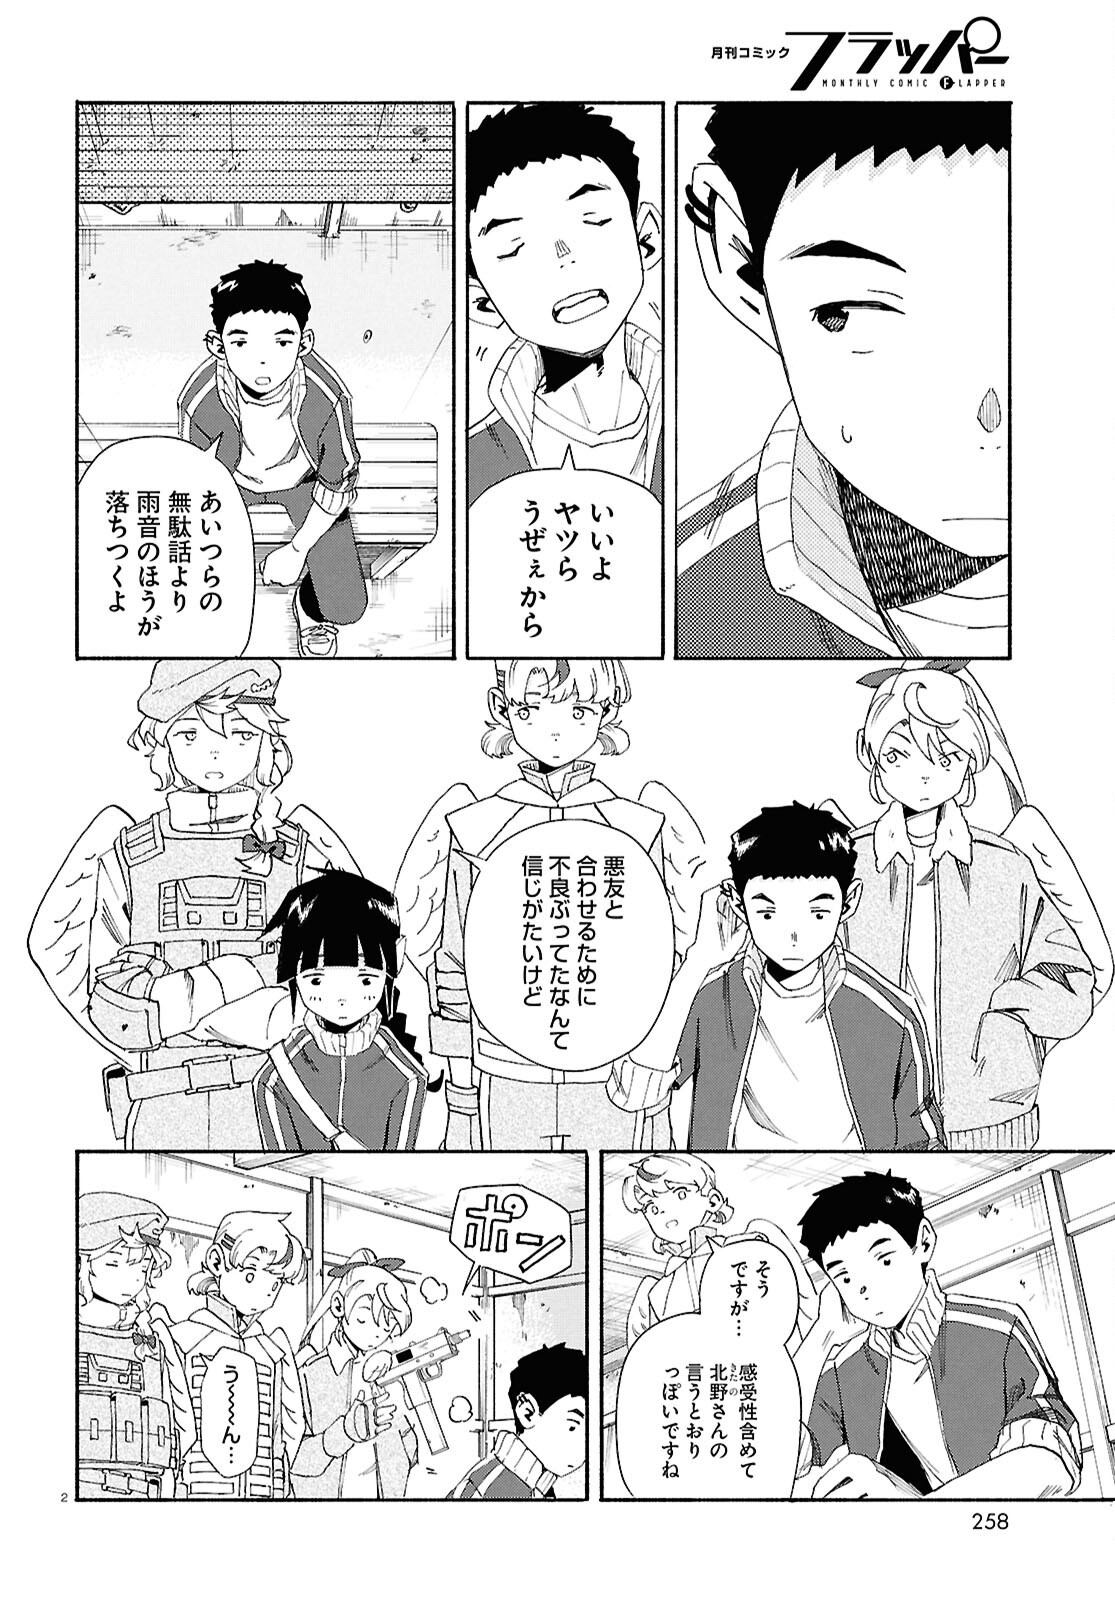 月刊コミック
フラッパー
MONTHLY COMIC FLAPPER
いいよ
ヤツら
うぜぇから
あいつらの
無駄話より
雨音のほうが
落ちつくよ
悪友と
合わせるために
不良ぶってたなんて
信じがたいけど
そう
ですが…
感受性含めて
北野さんの
きたの
言うとおり
っぽいですね
ポーン
う〜〜ん…
2
258